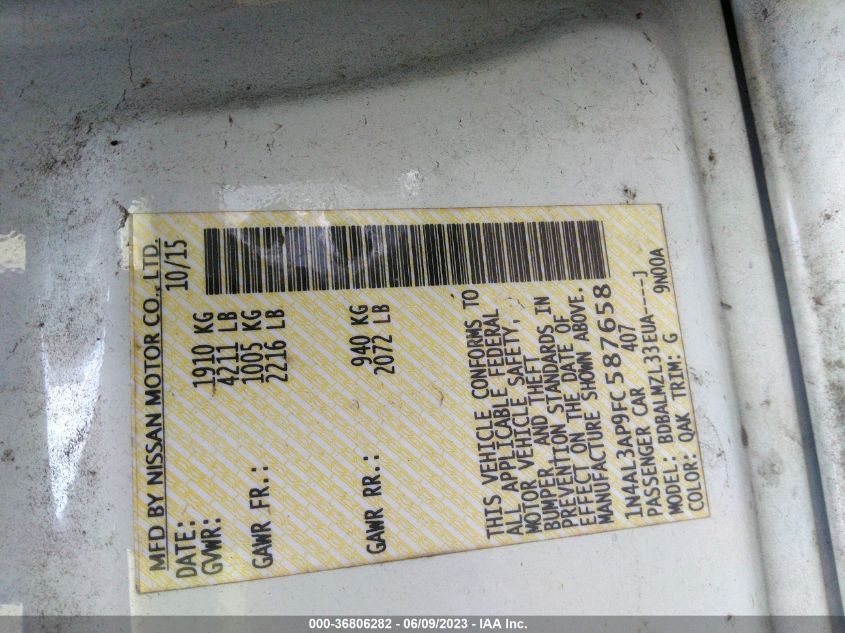 MFD BY NISSAN MOTOR CO., LTD.
DATE: 10/15
GVWR: 1910 KG
4211 LB
GAWR FR.: 1005 KG
2216 LB
GAWR RR.: 940 KG
2072 LB
THIS VEHICLE CONFORMS TO
ALL APPLICABLE FEDERAL
MOTOR VEHICLE SAFETY,
BUMPER, AND THEFT
PREVENTION STANDARDS IN
EFFECT ON THE DATE OF
MANUFACTURE SHOWN ABOVE.
1N4AL3AP9FC587658
PASSENGER CAR 407
MODEL: BDBALMZL33EUA----J
COLOR: QAK TRIM: G 9N00A
000-36806282 - 06/09/2023 - IAA Inc.